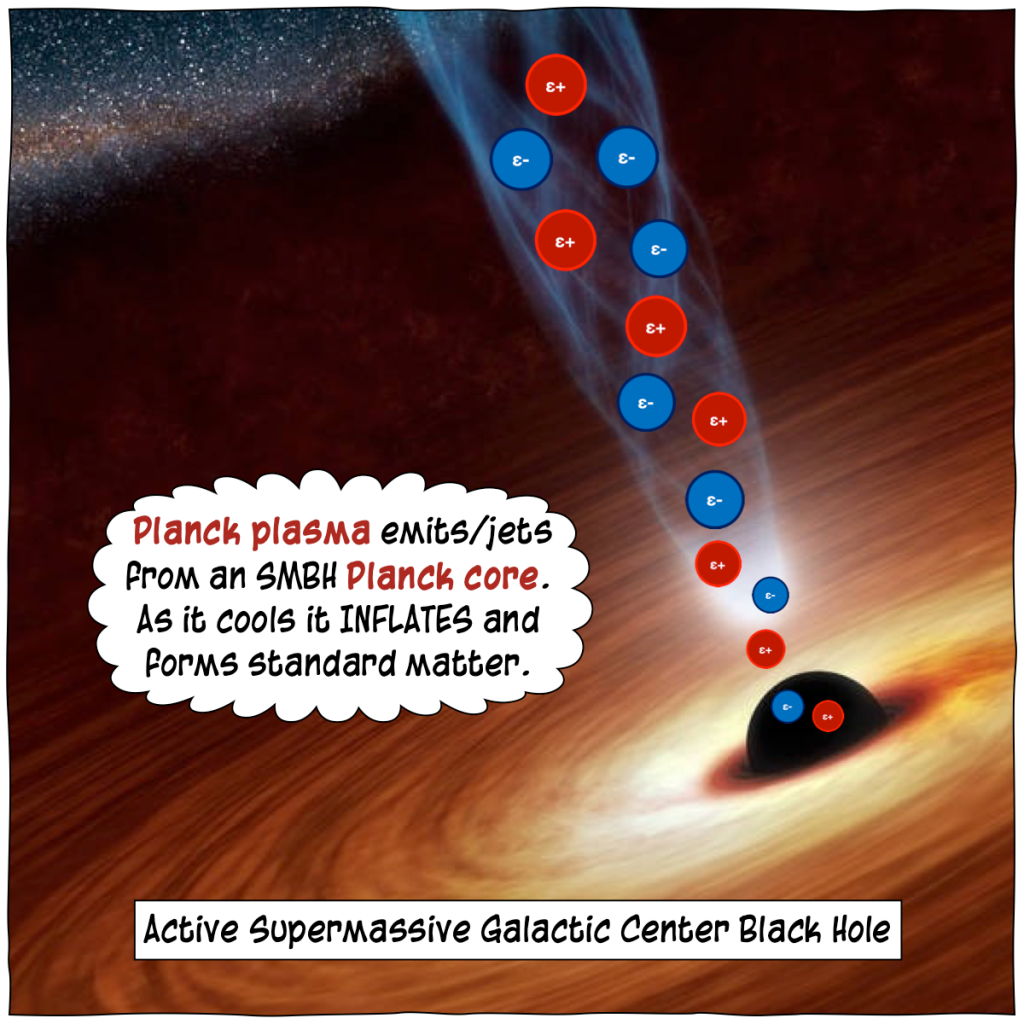 ε+
ε- ε-
ε+ ε-
ε+
ε- ε+
ε-
ε+ ε-
Planck plasma emits/jets
from an SMBH Planck core.
As it cools it INFLATES and
forms standard matter.
ε+
ε- ε+
Active Supermassive Galactic Center Black Hole